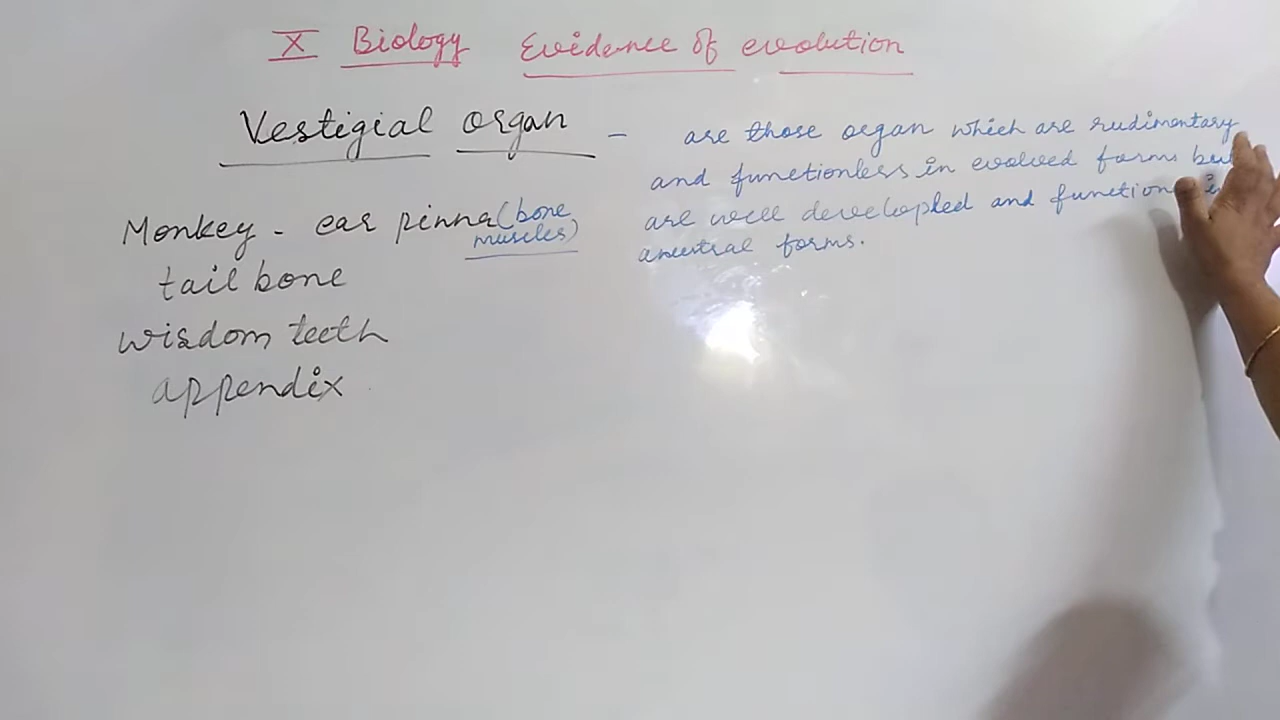 X Biology Evidence of evolution
Vestigial organ - are those organ which are rudimentary
and functionless in evolved forms but
are well developed and function in
ancestral forms.
Monkey - ear pinna (bone,
muscles)
tail bone
wisdom teeth
appendix